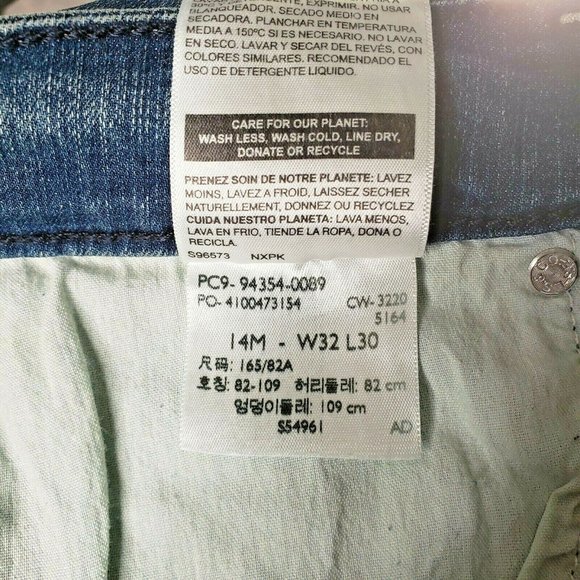 BLANQUEADOR. SECADO MEDIO EN
SECADORA. PLANCHAR EN TEMPERATURA
MEDIA A 150ºC SI ES NECESARIO. NO LAVAR
EN SECO. LAVAR Y SECAR DEL REVÉS, CON
COLORES SIMILARES. RECOMENDADO EL
USO DE DETERGENTE LIQUIDO.
CARE FOR OUR PLANET:
WASH LESS, WASH COLD, LINE DRY,
DONATE OR RECYCLE
PRENEZ SOIN DE NOTRE PLANETE: LAVEZ
MOINS, LAVEZ A FROID, LAISSEZ SECHER
NATURELLEMENT, DONNEZ OU RECYCLEZ
CUIDA NUESTRO PLANETA: LAVA MENOS,
LAVA EN FRIO, TIENDE LA ROPA, DONA O
RECICLA.
S96573 NXPK
PC9- 94354-0089
PO- 4100473154 CW-3220
5164
14M - W32 L30
尺码: 165/82A
호칭: 82-109 허리둘레: 82 cm
엉덩이둘레: 109 cm
S54961 AD